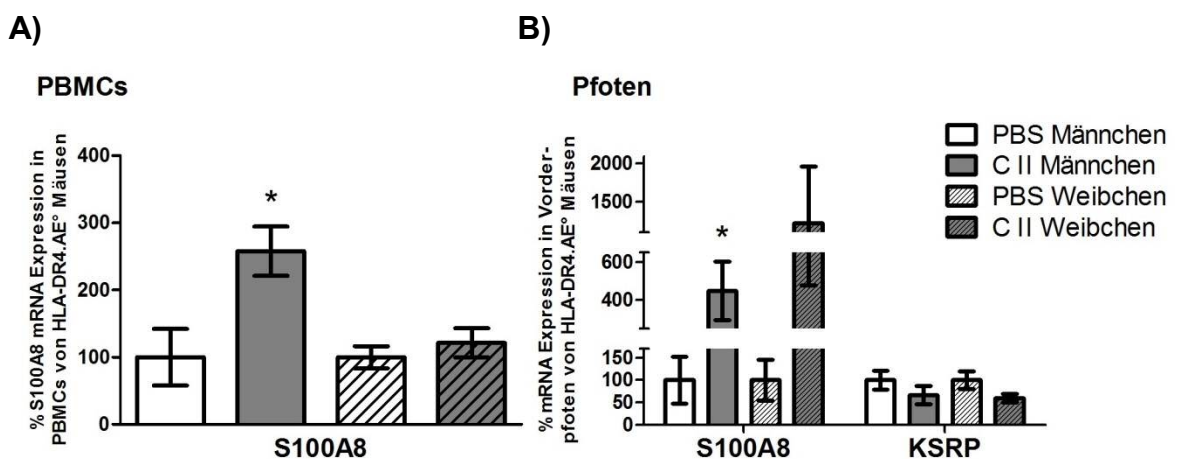 A)
B)
PBMCs
Pfoten
% S100A8 mRNA Expression in
PBMCs von HLA-DR4.AE° Mäusen
400
300
200
100
0
*
S100A8
% mRNA Expression in Vorder-
pfoten von HLA-DR4.AE° Mäusen
2000
1500
600
400
150
100
50
0
*
S100A8
KSRP
PBS Männchen
C II Männchen
PBS Weibchen
C II Weibchen